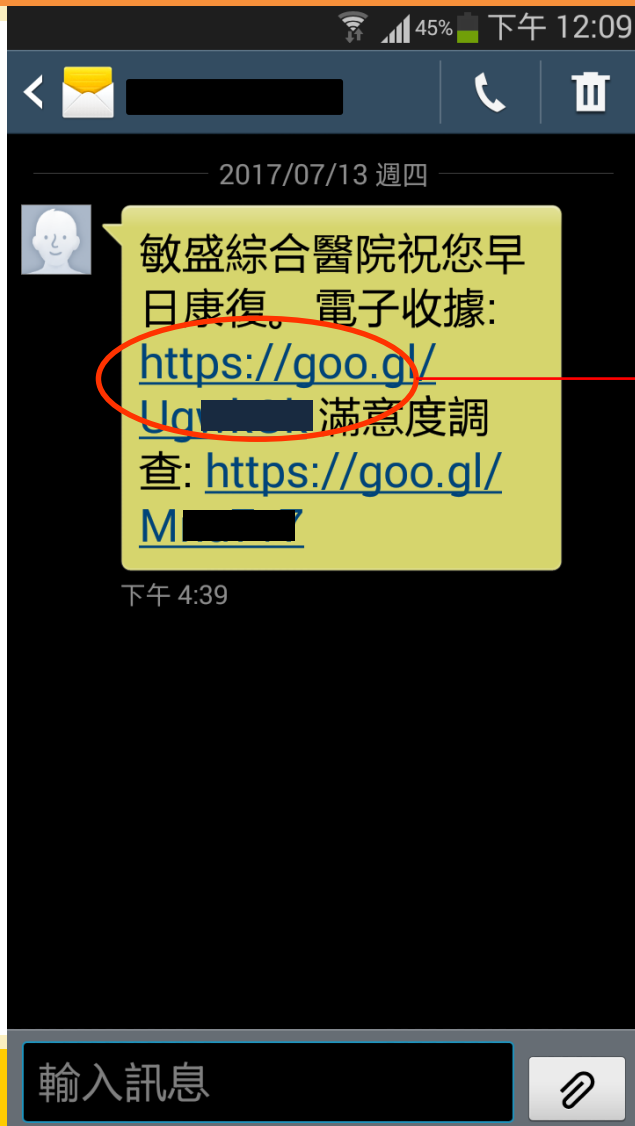 45% 下午 12:09
2017/07/13 週四
敏盛綜合醫院祝您早
日康復。 電子收據:
https://goo.gl/
Ug 滿意度調
查: https://goo.gl/
M
下午 4:39
輸入訊息